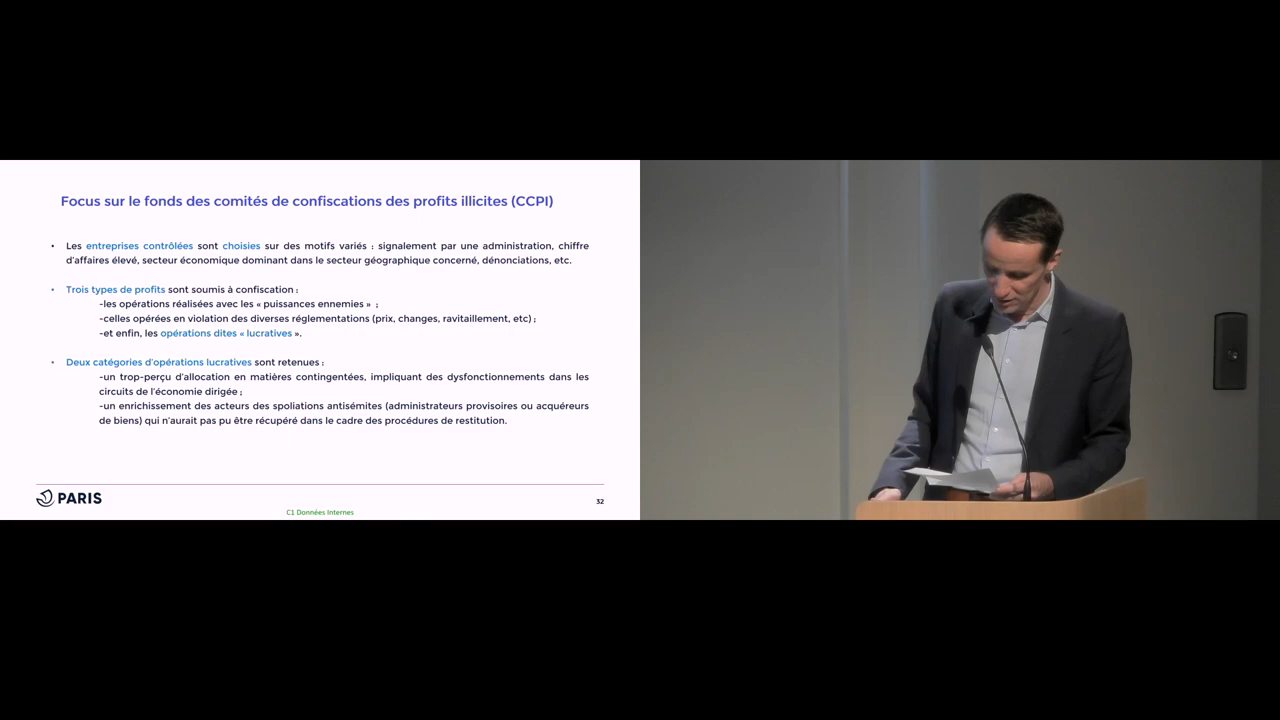 Focus sur le fonds des comités de confiscations des profits illicites (CCPI)
• Les entreprises contrôlées sont choisies sur des motifs variés : signalement par une administration, chiffre
d'affaires élevé, secteur économique dominant dans le secteur géographique concerné, dénonciations, etc.
• Trois types de profits sont soumis à confiscation :
-les opérations réalisées avec les « puissances ennemies » ;
-celles opérées en violation des diverses réglementations (prix, changes, ravitaillement, etc) ;
-et enfin, les opérations dites « lucratives ».
• Deux catégories d'opérations lucratives sont retenues :
-un trop-perçu d'allocation en matières contingentées, impliquant des dysfonctionnements dans les
circuits de l'économie dirigée ;
-un enrichissement des acteurs des spoliations antisémites (administrateurs provisoires ou acquéreurs
de biens) qui n'aurait pas pu être récupéré dans le cadre des procédures de restitution.
PARIS
32
C1 Données Internes